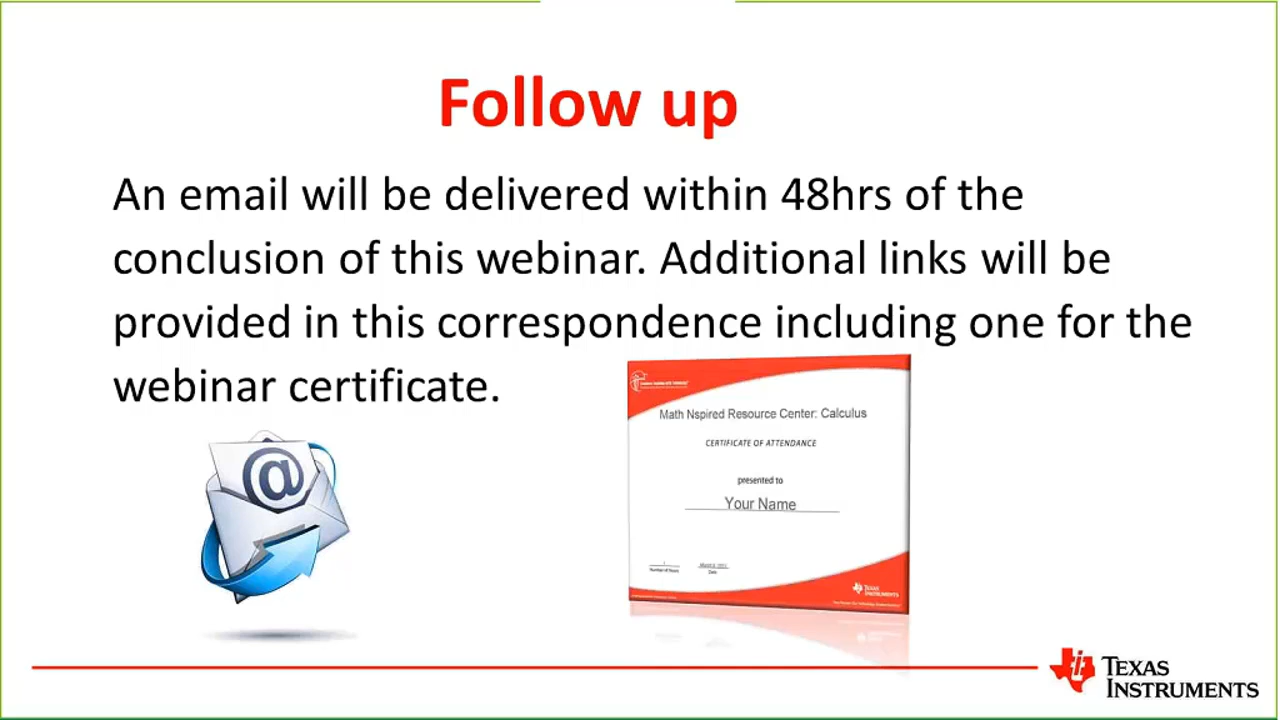 Follow up
An email will be delivered within 48hrs of the
conclusion of this webinar. Additional links will be
provided in this correspondence including one for the
webinar certificate.
@
Math Nspired Resource Center: Calculus
CERTIFICATE OF ATTENDANCE
presented to
Your Name
Number of Hours
Date
TEXAS
INSTRUMENTS
TEXAS
INSTRUMENTS